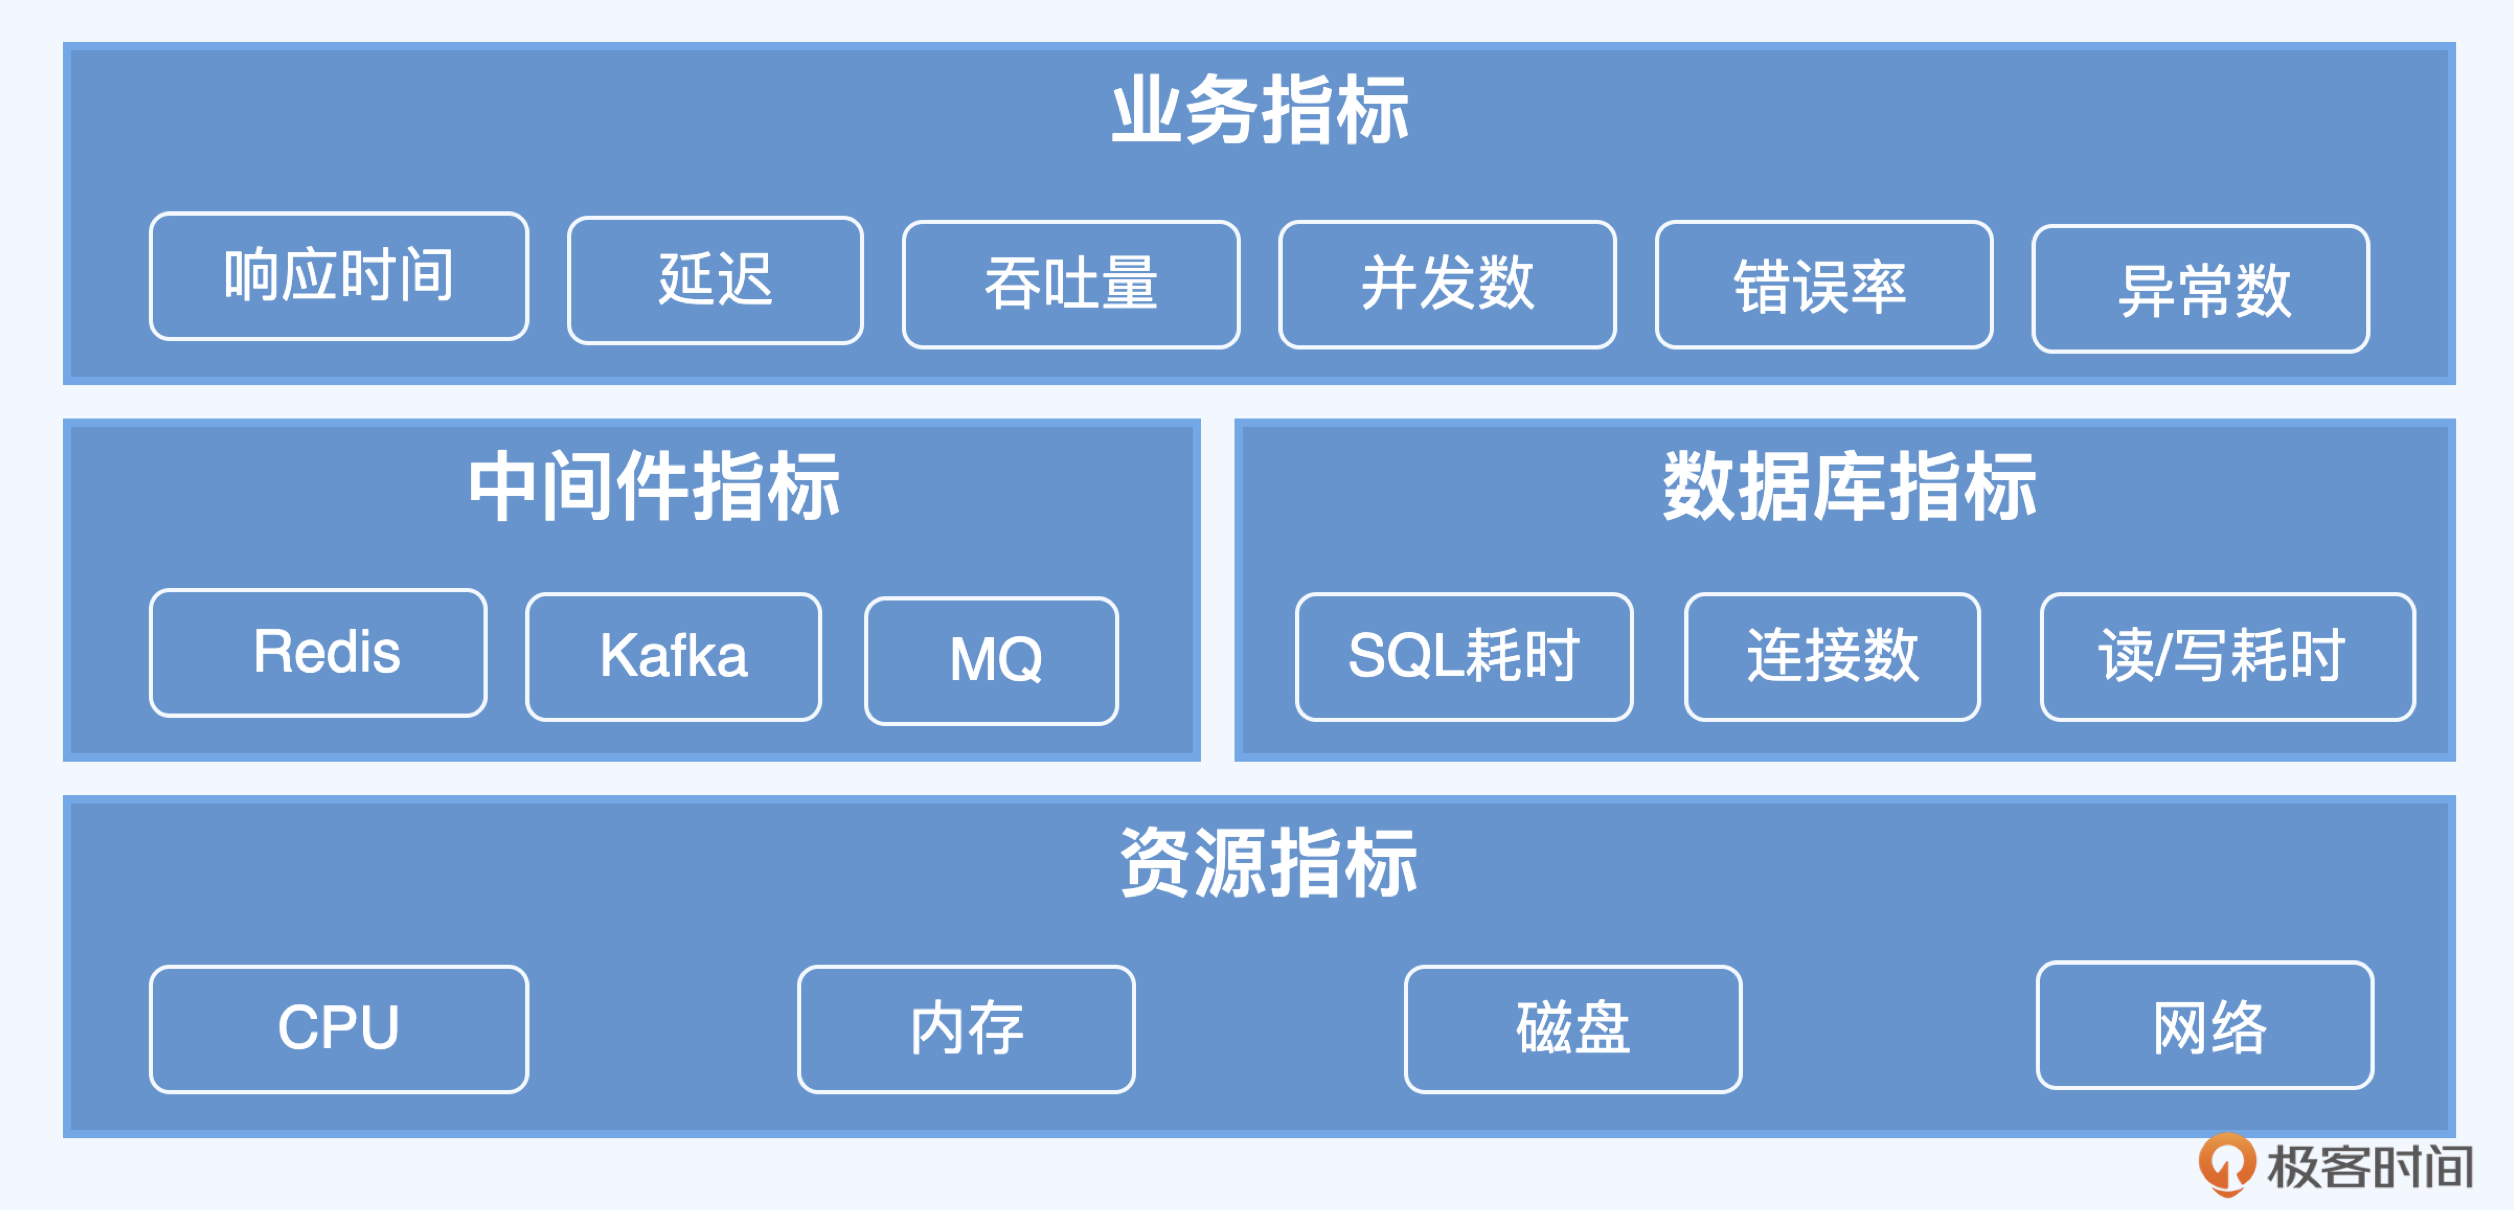 业务指标
响应时间
延迟
吞吐量
并发数
错误率
异常数
中间件指标
Redis
Kafka
MQ
数据库指标
SQL耗时
连接数
读/写耗时
资源指标
CPU
内存
磁盘
网络
极客时间